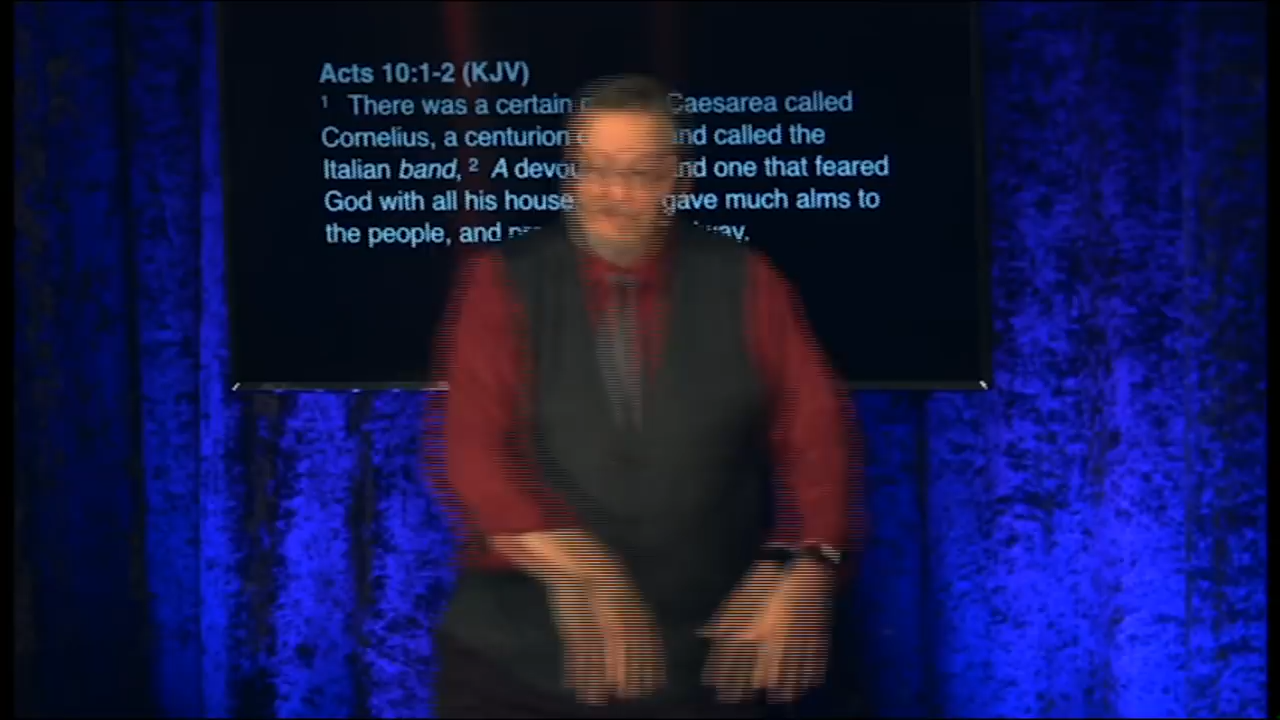 Acts 10:1-2 (KJV)
1 There was a certain Caesarea called
Cornelius, a centurion and called the
Italian band, 2 A devout and one that feared
God with all his house gave much alms to
the people, and